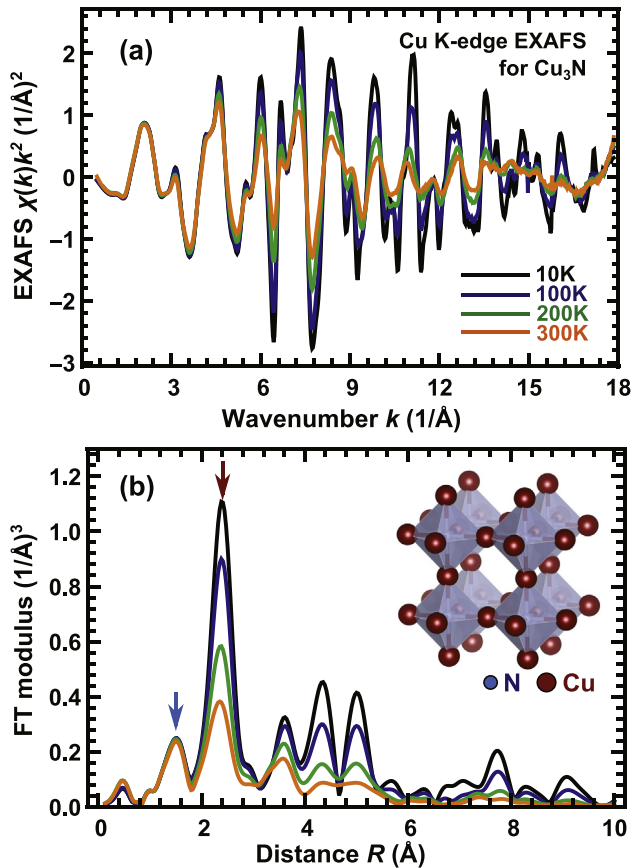 (a)
Cu K-edge EXAFS
for Cu₃N
EXAFS χ(k)k² (1/Å)²
2
1
0
−1
−2
−3
10K
100K
200K
300K
0 3 6 9 12 15 18
Wavenumber k (1/Å)
(b)
FT modulus (1/Å)³
1.2
1.0
0.8
0.6
0.4
0.2
0.0
N Cu
0 2 4 6 8 10
Distance R (Å)